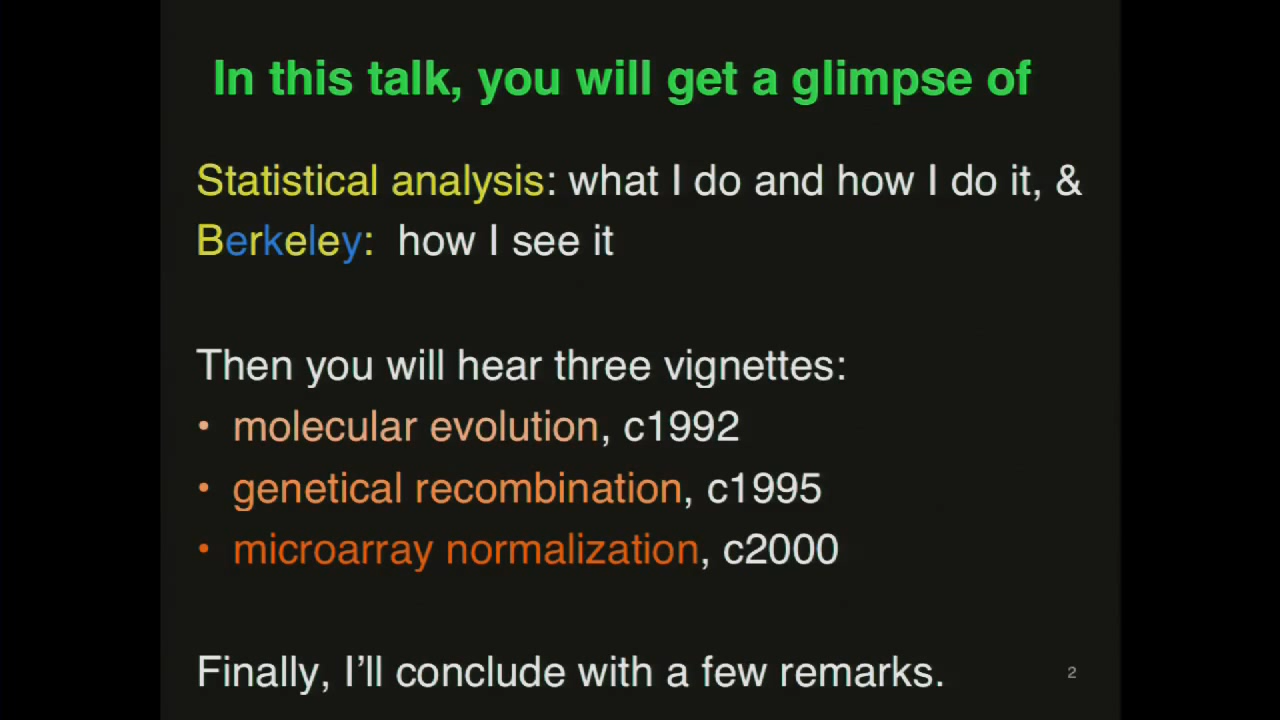 In this talk, you will get a glimpse of
Statistical analysis: what I do and how I do it, &
Berkeley: how I see it
Then you will hear three vignettes:
• molecular evolution, c1992
• genetical recombination, c1995
• microarray normalization, c2000
Finally, I’ll conclude with a few remarks.
2